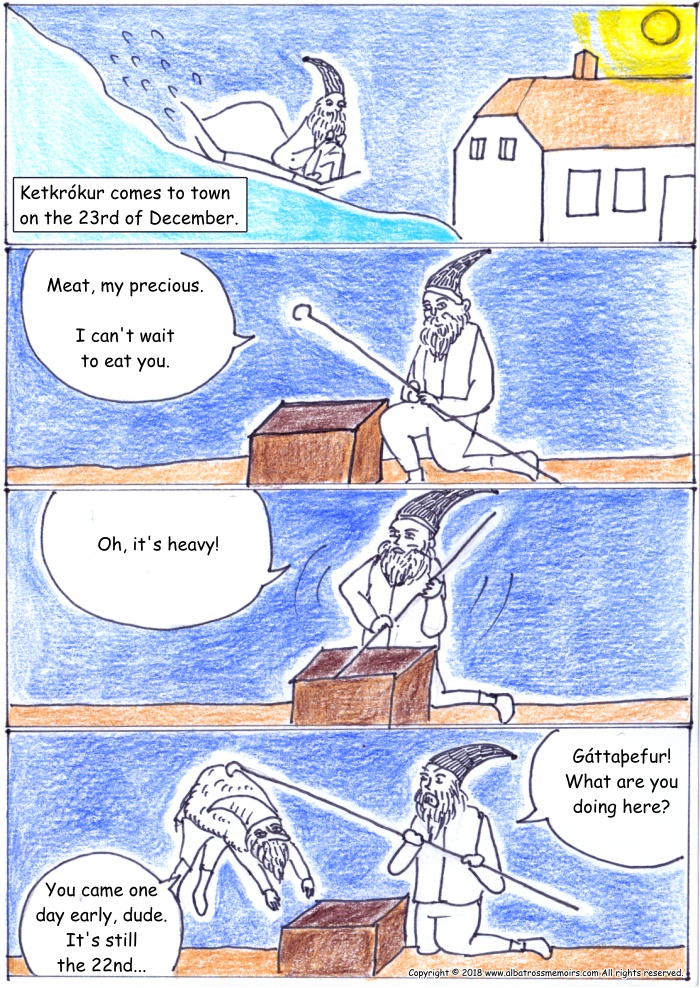 Ketkrókur comes to town
on the 23rd of December.
Meat, my precious.
I can't wait
to eat you.
Oh, it's heavy!
Gáttaþefur!
What are you
doing here?
You came one
day early, dude.
It's still
the 22nd...
Copyright © 2018 www.albatrossmemoirs.com All rights reserved.